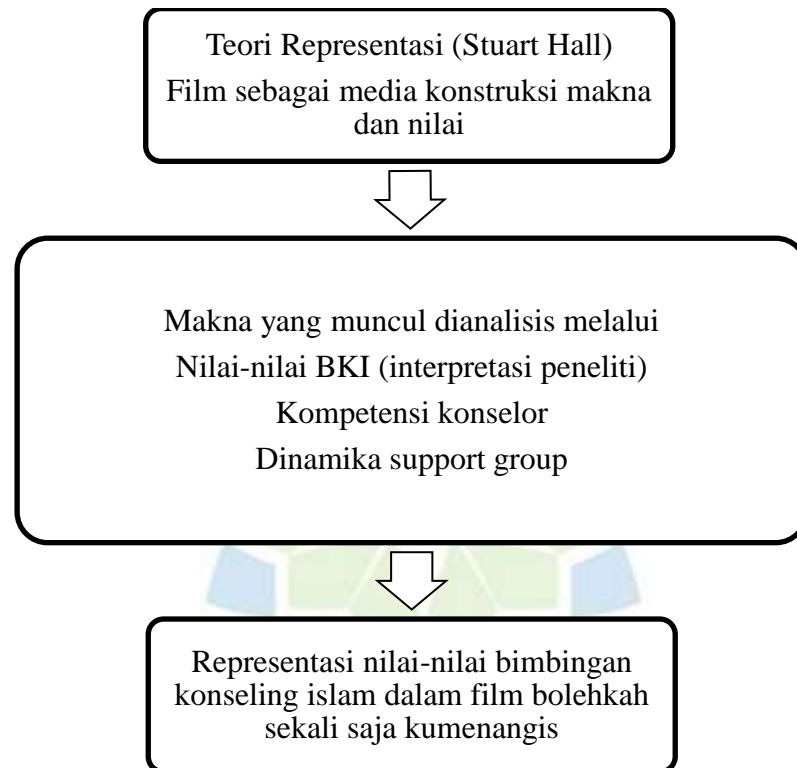 Teori Representasi (Stuart Hall)
Film sebagai media konstruksi makna
dan nilai
Makna yang muncul dianalisis melalui
Nilai-nilai BKI (interpretasi peneliti)
Kompetensi konselor
Dinamika support group
Representasi nilai-nilai bimbingan
konseling islam dalam film bolehkah
sekali saja kumenangis